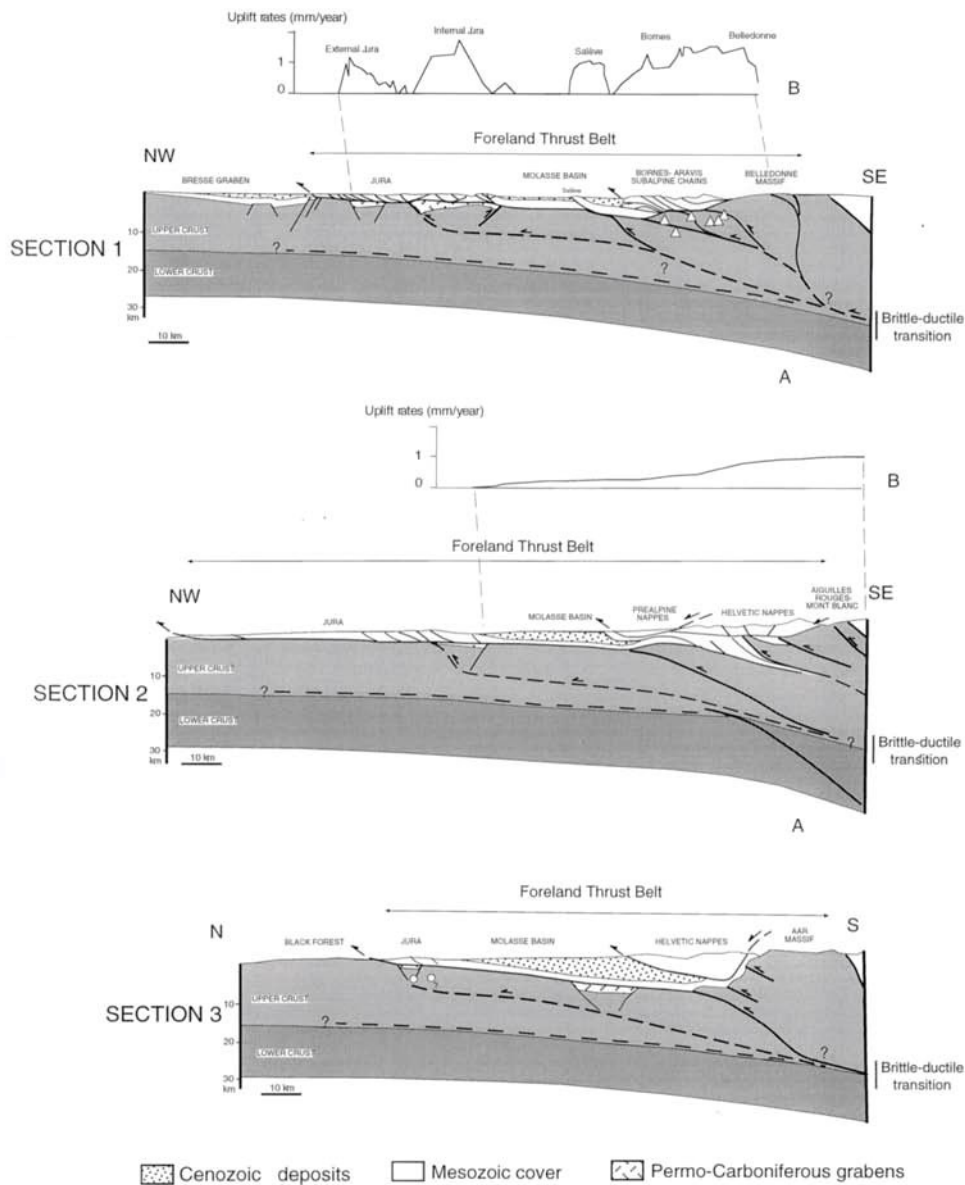 Uplift rates (mm/year)
External Jura
Internal Jura
Salève
Bornes
Belledonne
1
0
B
Foreland Thrust Belt
NW
SE
BRESSE GRABEN
JURA
MOLASSE BASIN
BORNES- ARAVIS
SUBALPINE CHAINS
BELLEDONNE
MASSIF
Salève
SECTION 1
UPPER CRUST
LOWER CRUST
10
20
30
km
?
?
?
10 km
Brittle-ductile
transition
A
Uplift rates (mm/year)
1
0
B
Foreland Thrust Belt
NW
SE
JURA
MOLASSE BASIN
PREALPINE
NAPPES
HELVETIC NAPPES
AIGUILLES
ROUGES-
MONT BLANC
SECTION 2
UPPER CRUST
LOWER CRUST
10
20
30
km
?
?
10 km
Brittle-ductile
transition
A
Foreland Thrust Belt
N
S
BLACK FOREST
JURA
MOLASSE BASIN
HELVETIC NAPPES
AAR
MASSIF
SECTION 3
UPPER CRUST
LOWER CRUST
10
20
30
km
?
?
?
10 km
Brittle-ductile
transition
Cenozoic deposits
Mesozoic cover
Permo-Carboniferous grabens